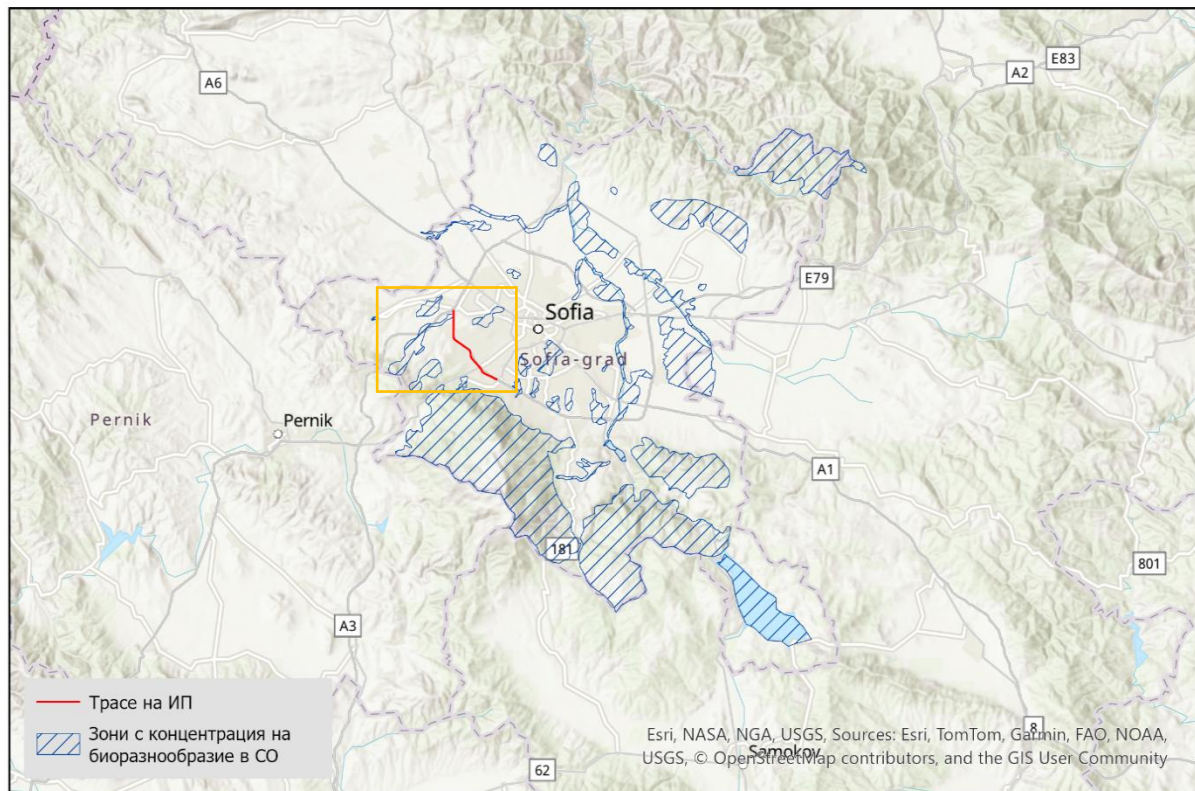 E83
A2
A6
E79
Sofia
Sofia-grad
Pernik
Pernik
A1
181
801
A3
8
Samokov
62
Трасе на ИП
Зони с концентрация на
биоразнообразие в СО
Esri, NASA, NGA, USGS, Sources: Esri, TomTom, Garmin, FAO, NOAA,
USGS, © OpenStreetMap contributors, and the GIS User Community